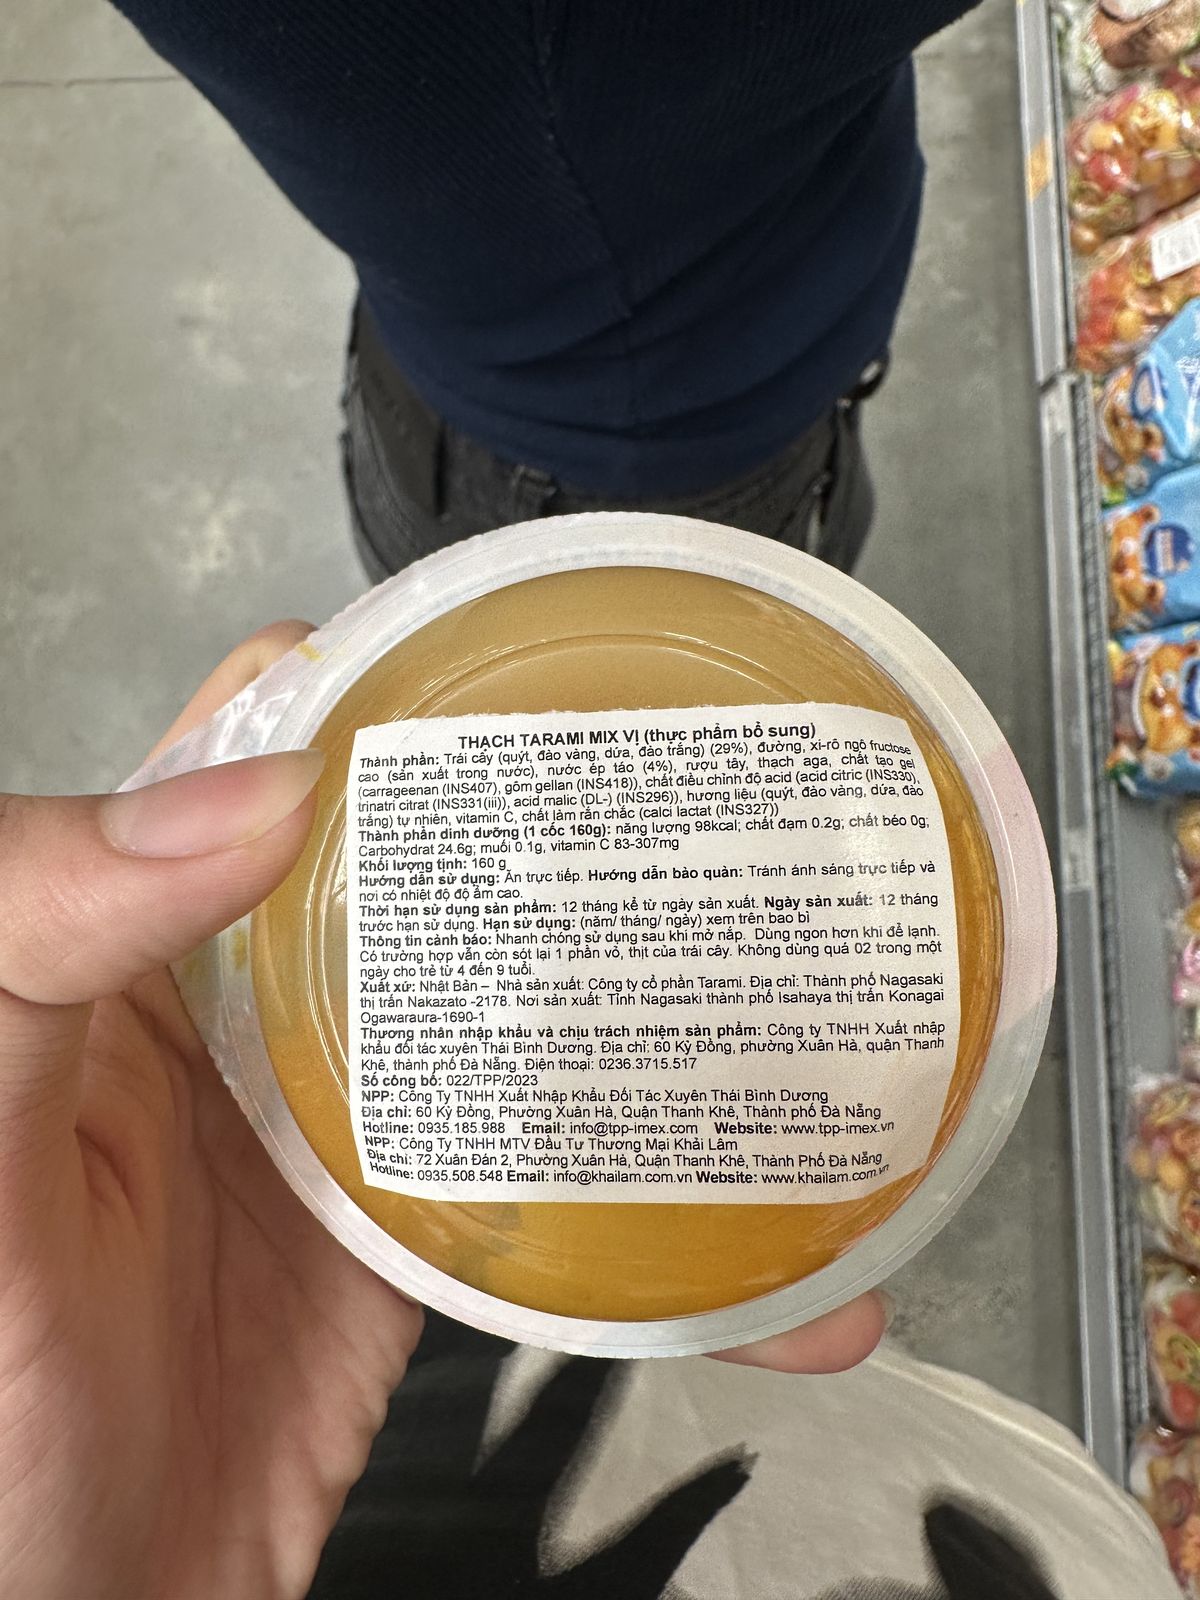 THẠCH TARAMI MIX VỊ (thực phẩm bổ sung)
Thành phần: Trái cây (quýt, đào vàng, dứa, đào trắng) (29%), đường, xi-rô ngô fructose
cao (sản xuất trong nước), nước ép táo (4%), rượu tây, thạch aga, chất tạo gel
(carrageenan (INS407), gôm gellan (INS418)), chất điều chỉnh độ acid (acid citric (INS330),
trinatri citrat (INS331(iii)), acid malic (DL-) (INS296)), hương liệu (quýt, đào vàng, dứa, đào
trắng) tự nhiên, vitamin C, chất làm rắn chắc (calci lactat (INS327))
Thành phần dinh dưỡng (1 cốc 160g): năng lượng 98kcal; chất đạm 0.2g; chất béo 0g;
Carbohydrat 24.6g; muối 0.1g, vitamin C 83-307mg
Khối lượng tịnh: 160 g
Hướng dẫn sử dụng: Ăn trực tiếp. Hướng dẫn bảo quản: Tránh ánh sáng trực tiếp và
nơi có nhiệt độ độ ẩm cao.
Thời hạn sử dụng sản phẩm: 12 tháng kể từ ngày sản xuất. Ngày sản xuất: 12 tháng
trước hạn sử dụng. Hạn sử dụng: (năm/ tháng/ ngày) xem trên bao bì
Thông tin cảnh báo: Nhanh chóng sử dụng sau khi mở nắp. Dùng ngon hơn khi để lạnh.
Có trường hợp vẫn còn sót lại 1 phần vỏ, thịt của trái cây. Không dùng quá 02 trong một
ngày cho trẻ từ 4 đến 9 tuổi.
Xuất xứ: Nhật Bản – Nhà sản xuất: Công ty cổ phần Tarami. Địa chỉ: Thành phố Nagasaki
thị trấn Nakazato -2178. Nơi sản xuất: Tỉnh Nagasaki thành phố Isahaya thị trấn Konagai
Ogawaraura-1690-1
Thương nhân nhập khẩu và chịu trách nhiệm sản phẩm: Công ty TNHH Xuất nhập
khẩu đối tác xuyên Thái Bình Dương. Địa chỉ: 60 Kỳ Đồng, phường Xuân Hà, quận Thanh
Khê, thành phố Đà Nẵng. Điện thoại: 0236.3715.517
Số công bố: 022/TPP/2023
NPP: Công Ty TNHH Xuất Nhập Khẩu Đối Tác Xuyên Thái Bình Dương
Địa chỉ: 60 Kỳ Đồng, Phường Xuân Hà, Quận Thanh Khê, Thành phố Đà Nẵng
Hotline: 0935.185.988 Email: info@tpp-imex.com Website: www.tpp-imex.vn
NPP: Công Ty TNHH MTV Đầu Tư Thương Mại Khải Lâm
Địa chỉ: 72 Xuân Đán 2, Phường Xuân Hà, Quận Thanh Khê, Thành Phố Đà Nẵng
Hotline: 0935.508.548 Email: info@khailam.com.vn Website: www.khailam.com.vn